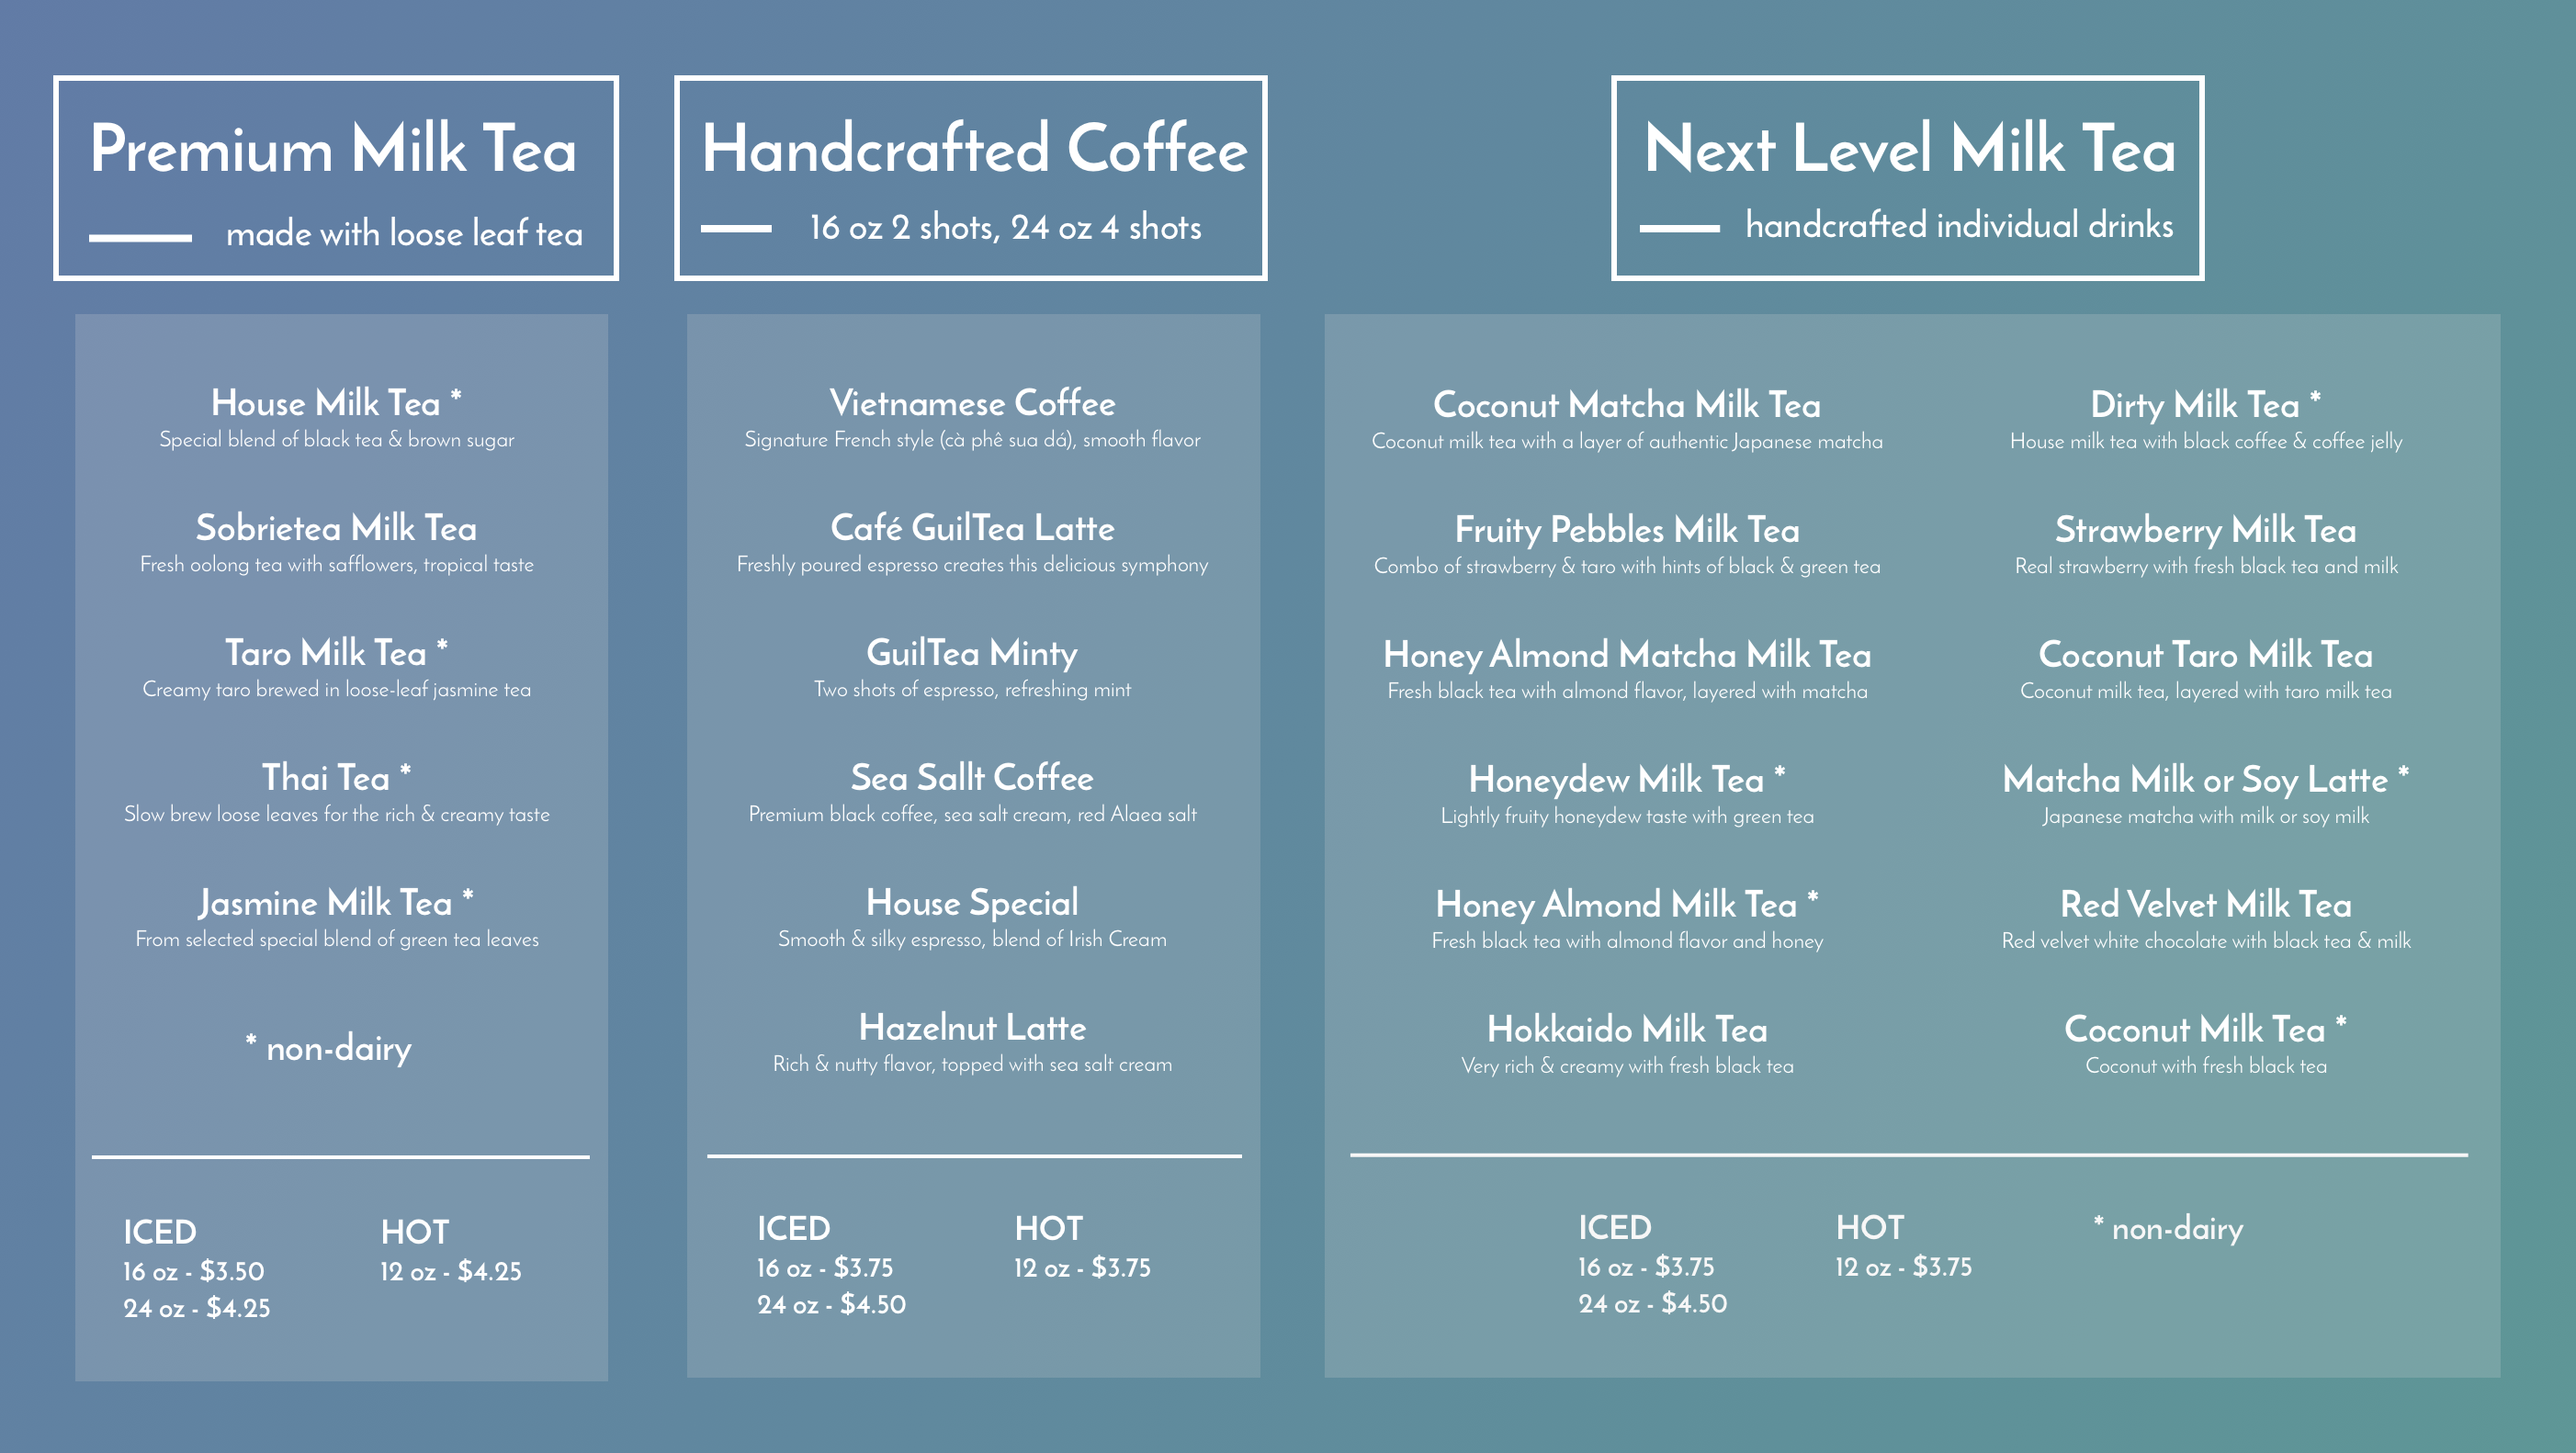 Premium Milk Tea
made with loose leaf tea
House Milk Tea *
Special blend of black tea & brown sugar
Sobrietea Milk Tea
Fresh oolong tea with safflowers, tropical taste
Taro Milk Tea *
Creamy taro brewed in loose-leaf jasmine tea
Thai Tea *
Slow brew loose leaves for the rich & creamy taste
Jasmine Milk Tea *
From selected special blend of green tea leaves
* non-dairy
ICED
16 oz - $3.50
24 oz - $4.25
HOT
12 oz - $4.25
Handcrafted Coffee
16 oz 2 shots, 24 oz 4 shots
Vietnamese Coffee
Signature French style (cà phê sua dá), smooth flavor
Café GuilTea Latte
Freshly poured espresso creates this delicious symphony
GuilTea Minty
Two shots of espresso, refreshing mint
Sea Sallt Coffee
Premium black coffee, sea salt cream, red Alaea salt
House Special
Smooth & silky espresso, blend of Irish Cream
Hazelnut Latte
Rich & nutty flavor, topped with sea salt cream
ICED
16 oz - $3.75
24 oz - $4.50
HOT
12 oz - $3.75
Next Level Milk Tea
handcrafted individual drinks
Coconut Matcha Milk Tea
Coconut milk tea with a layer of authentic Japanese matcha
Fruity Pebbles Milk Tea
Combo of strawberry & taro with hints of black & green tea
Honey Almond Matcha Milk Tea
Fresh black tea with almond flavor, layered with matcha
Honeydew Milk Tea *
Lightly fruity honeydew taste with green tea
Honey Almond Milk Tea *
Fresh black tea with almond flavor and honey
Hokkaido Milk Tea
Very rich & creamy with fresh black tea
Dirty Milk Tea *
House milk tea with black coffee & coffee jelly
Strawberry Milk Tea
Real strawberry with fresh black tea and milk
Coconut Taro Milk Tea
Coconut milk tea, layered with taro milk tea
Matcha Milk or Soy Latte *
Japanese matcha with milk or soy milk
Red Velvet Milk Tea
Red velvet white chocolate with black tea & milk
Coconut Milk Tea *
Coconut with fresh black tea
ICED
16 oz - $3.75
24 oz - $4.50
HOT
12 oz - $3.75
* non-dairy